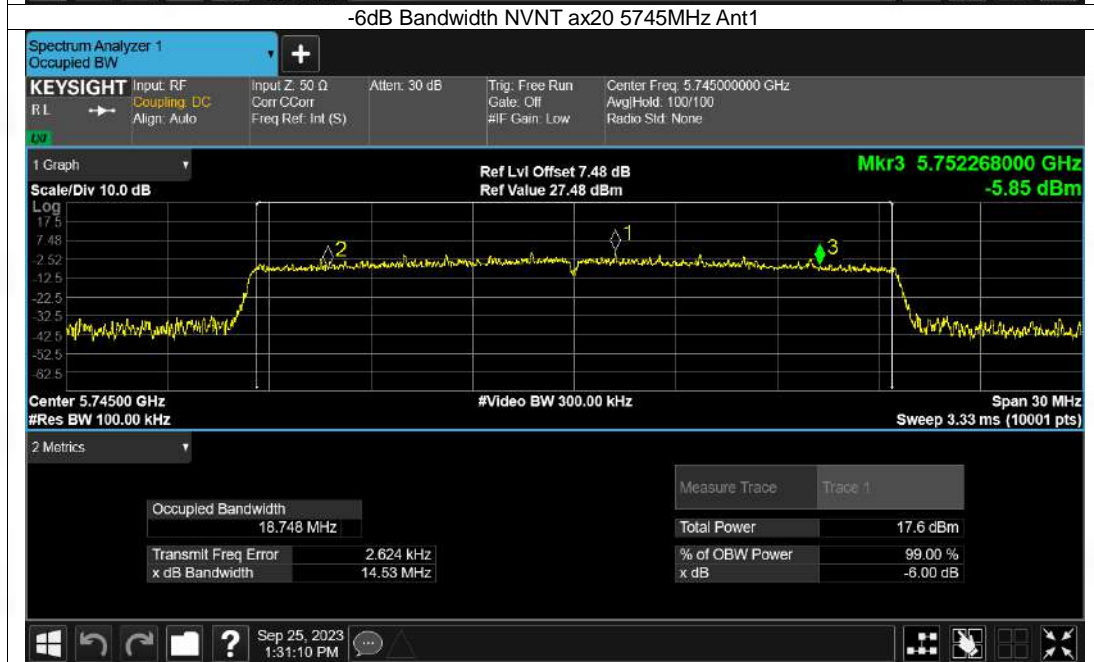 -6dB Bandwidth NVNT ax20 5745MHz Ant1
Spectrum Analyzer 1
Occupied BW
+
KEYSIGHT Input: RF Input Z: 50 Ω Atten: 30 dB Trig: Free Run Center Freq: 5.745000000 GHz
R L Coupling: DC Corr CCorr Gate: Off Avg|Hold: 100/100
Align: Auto Freq Ref: Int (S) #IF Gain: Low Radio Std: None
LXI
1 Graph Ref Lvl Offset 7.48 dB Mkr3 5.752268000 GHz
Scale/Div 10.0 dB Ref Value 27.48 dBm -5.85 dBm
Log
17.5
7.48
-2.52
-12.5
-22.5
-32.5
-42.5
-52.5
-62.5
2
1
3
Center 5.74500 GHz #Video BW 300.00 kHz Span 30 MHz
#Res BW 100.00 kHz Sweep 3.33 ms (10001 pts)
2 Metrics
Measure Trace Trace 1
Occupied Bandwidth
18.748 MHz Total Power 17.6 dBm
Transmit Freq Error 2.624 kHz % of OBW Power 99.00 %
x dB Bandwidth 14.53 MHz x dB -6.00 dB
? Sep 25, 2023
1:31:10 PM